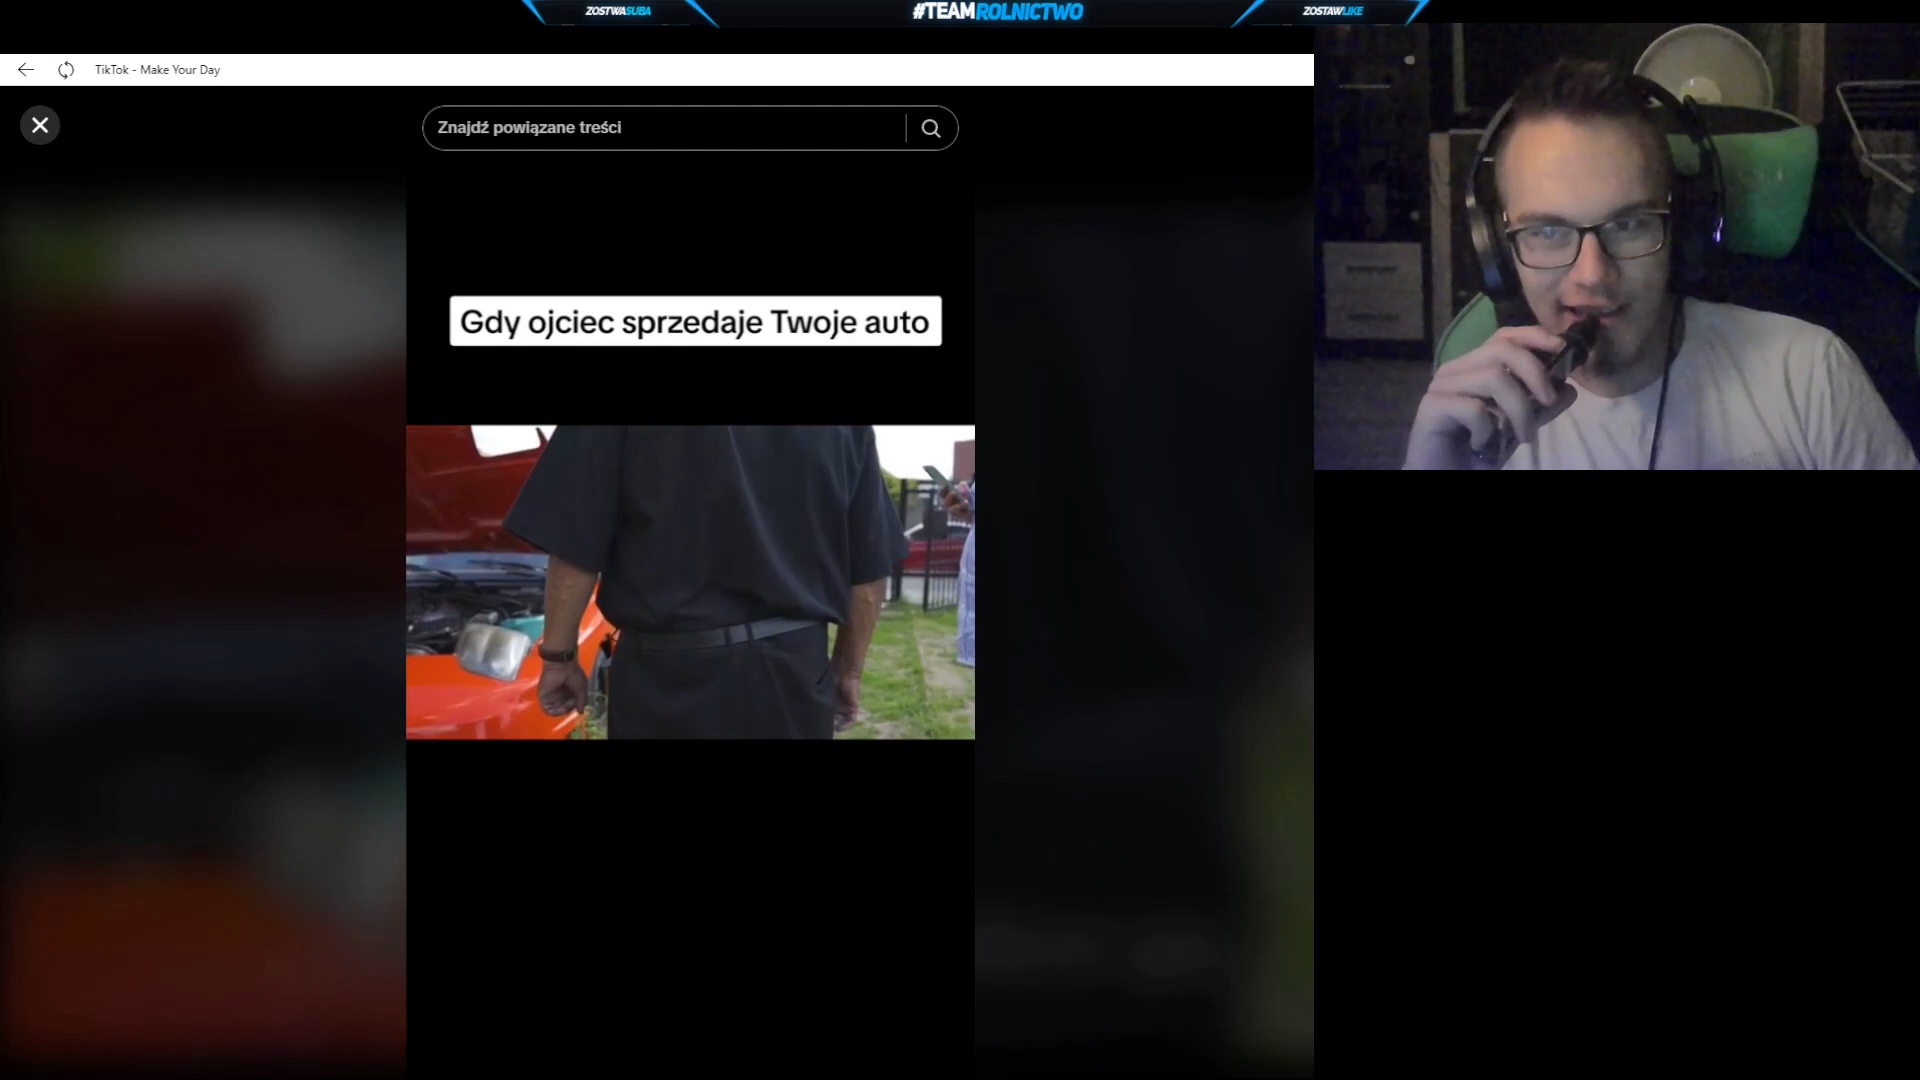 ZOSTWASUBA
#TEAMROLNICTWO
ZOSTAWLIKE
TikTok - Make Your Day
Znajdź powiązane treści
Gdy ojciec sprzedaje Twoje auto